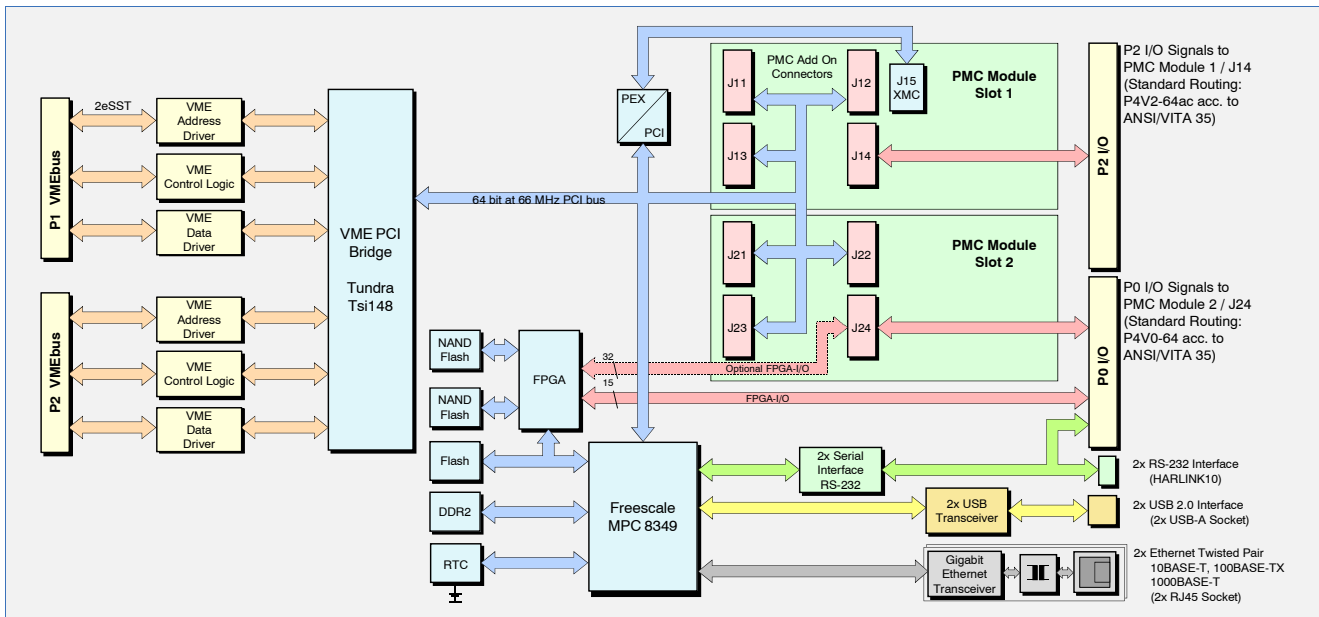 P1 VMEbus
2eSST
VME
Address
Driver
VME
Control Logic
VME
Data
Driver
P2 VMEbus
VME
Address
Driver
VME
Control Logic
VME
Data
Driver
VME PCI
Bridge
Tundra
Tsi148
64 bit at 66 MHz PCI bus
PEX
PCI
J11
PMC Add On
Connectors
J12
J15
XMC
PMC Module
Slot 1
J13
J14
J21
J22
PMC Module
Slot 2
J23
J24
P2 I/O
P2 I/O Signals to
PMC Module 1 / J14
(Standard Routing:
P4V2-64ac acc. to
ANSI/VITA 35)
P0 I/O
P0 I/O Signals to
PMC Module 2 / J24
(Standard Routing:
P4V0-64 acc. to
ANSI/VITA 35)
NAND
Flash
NAND
Flash
FPGA
32
Optional FPGA-I/O
15
FPGA-I/O
Flash
DDR2
RTC
Freescale
MPC 8349
2x Serial
Interface
RS-232
2x RS-232 Interface
(HARLINK10)
2x USB
Transceiver
2x USB 2.0 Interface
(2x USB-A Socket)
Gigabit
Ethernet
Transceiver
2x Ethernet Twisted Pair
10BASE-T, 100BASE-TX
1000BASE-T
(2x RJ45 Socket)